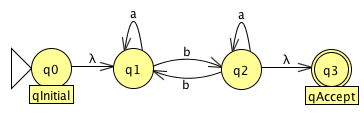 a a
q0 λ q1 b q2 λ q3
b
qInitial qAccept